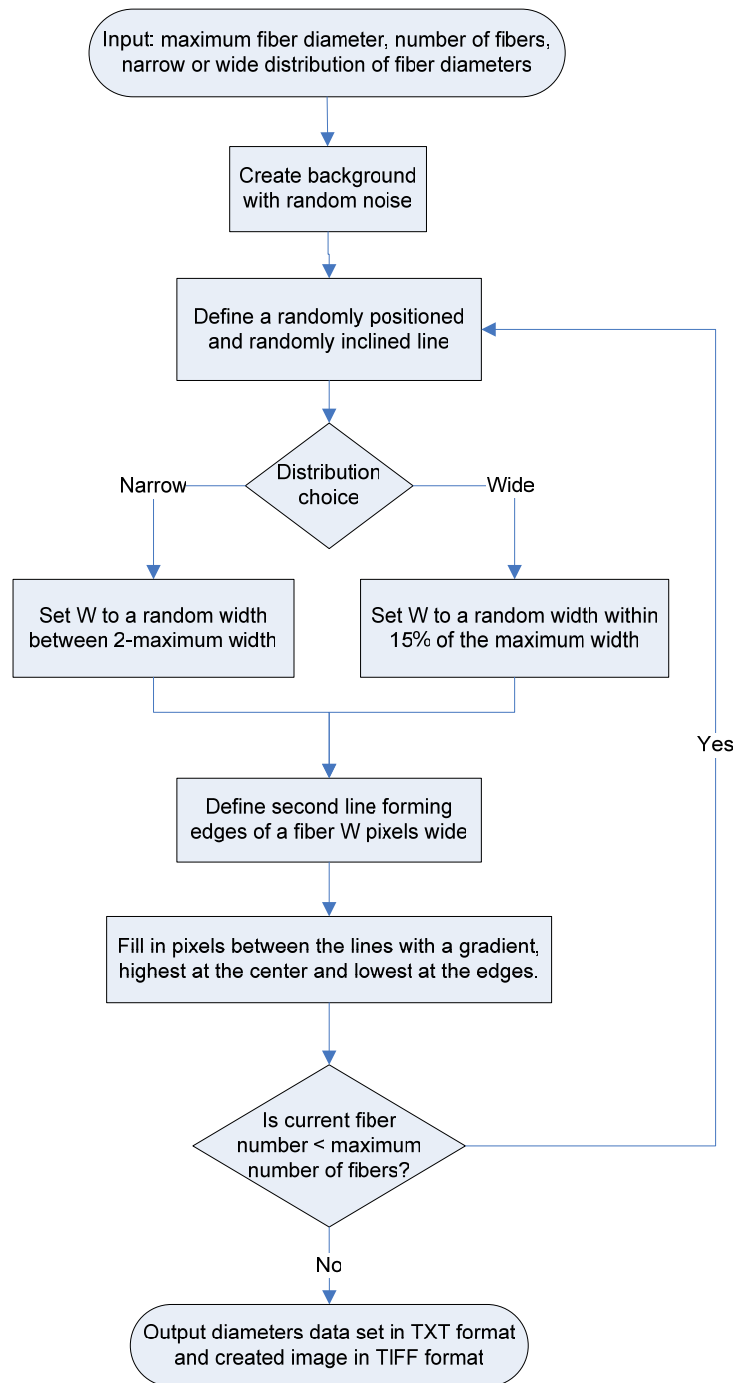 Input: maximum fiber diameter, number of fibers,
narrow or wide distribution of fiber diameters
Create background
with random noise
Define a randomly positioned
and randomly inclined line
Distribution
choice
Narrow
Wide
Set W to a random width
between 2-maximum width
Set W to a random width within
15% of the maximum width
Yes
Define second line forming
edges of a fiber W pixels wide
Fill in pixels between the lines with a gradient,
highest at the center and lowest at the edges.
Is current fiber
number < maximum
number of fibers?
No
Output diameters data set in TXT format
and created image in TIFF format